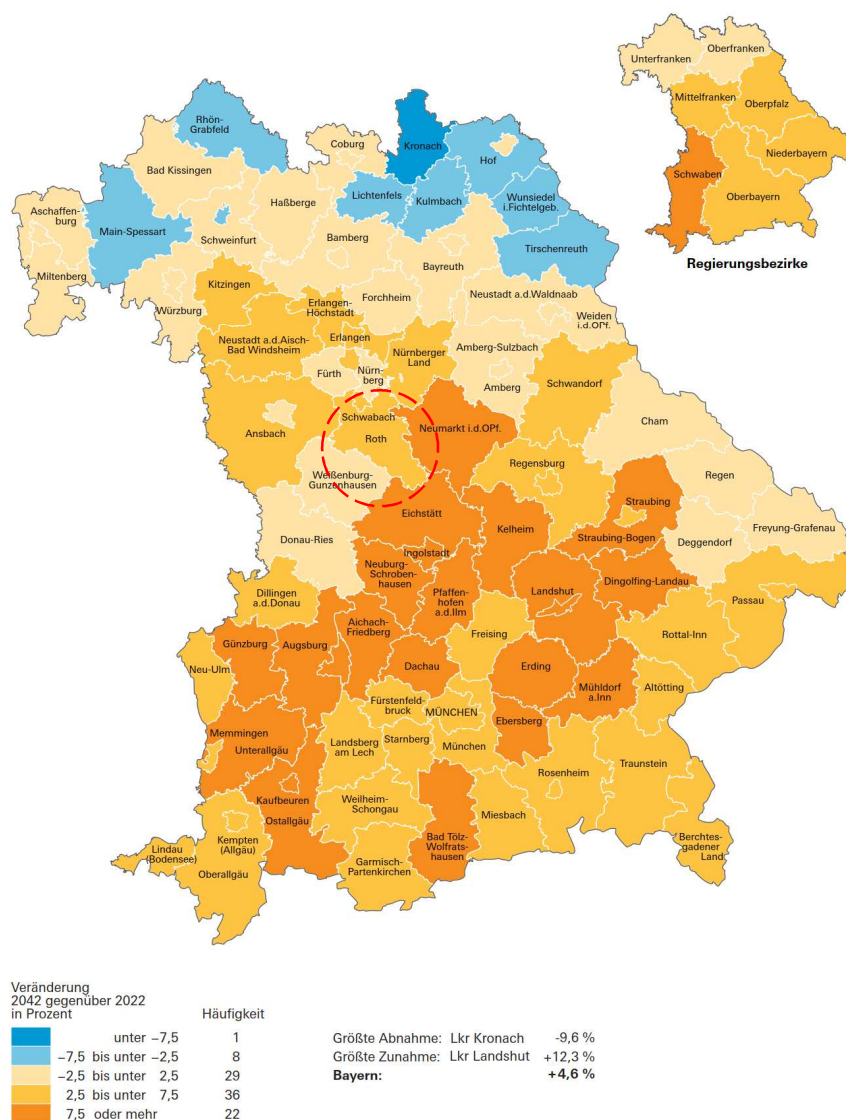 Unterfranken
Oberfranken
Mittelfranken
Oberpfalz
Niederbayern
Schwaben
Oberbayern
Regierungsbezirke
Rhön-
Grabfeld
Coburg
Kronach
Hof
Bad Kissingen
Lichtenfels
Kulmbach
Wunsiedel
i.Fichtelgeb.
Aschaffen-
burg
Main-Spessart
Haßberge
Schweinfurt
Bamberg
Tirschenreuth
Miltenberg
Bayreuth
Kitzingen
Würzburg
Forchheim
Neustadt a.d.Waldnaab
Erlangen-
Höchstadt
Weiden
i.d.OPf.
Neustadt a.d.Aisch-
Bad Windsheim
Erlangen
Nürnberger
Land
Amberg-Sulzbach
Fürth
Nürn-
berg
Amberg
Schwandorf
Ansbach
Schwabach
Roth
Neumarkt i.d.OPf.
Cham
Regensburg
Weißenburg-
Gunzenhausen
Regen
Straubing
Eichstätt
Kelheim
Freyung-Grafenau
Donau-Ries
Straubing-Bogen
Deggendorf
Ingolstadt
Neuburg-
Schroben-
hausen
Dingolfing-Landau
Dillingen
a.d.Donau
Pfaffen-
hofen
a.d.Ilm
Landshut
Passau
Aichach-
Friedberg
Günzburg
Augsburg
Freising
Rottal-Inn
Neu-Ulm
Dachau
Erding
Mühldorf
a.Inn
Altötting
Fürstenfeld-
bruck
MÜNCHEN
Ebersberg
Memmingen
Unterallgäu
Landsberg
am Lech
Starnberg
München
Rosenheim
Traunstein
Kaufbeuren
Ostallgäu
Weilheim-
Schongau
Miesbach
Bad Tölz-
Wolfrats-
hausen
Berchtes-
gadener
Land
Lindau
(Bodensee)
Kempten
(Allgäu)
Oberallgäu
Garmisch-
Partenkirchen
Veränderung
2042 gegenüber 2022
in Prozent Häufigkeit
unter −7,5 1
−7,5 bis unter −2,5 8
−2,5 bis unter 2,5 29
2,5 bis unter 7,5 36
7,5 oder mehr 22
Größte Abnahme: Lkr Kronach -9,6 %
Größte Zunahme: Lkr Landshut +12,3 %
Bayern: +4,6 %